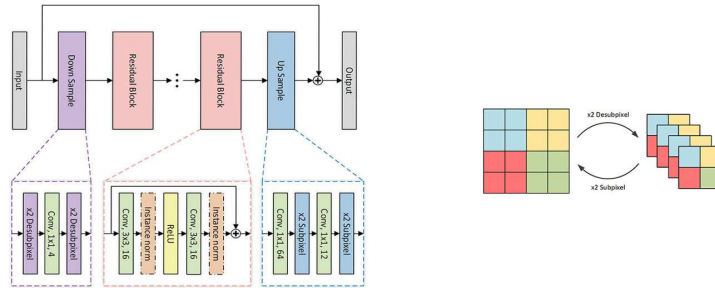 Input
Down Sample
Residual Block
Residual Block
Up Sample
Output
x2 Desubpixel
Conv, 1x1, 4
x2 Desubpixel
Conv, 3x3, 16
Instance norm
ReLU
Conv, 3x3, 16
Instance norm
Conv, 1x1, 64
x2 Subpixel
Conv, 1x1, 12
x2 Subpixel
x2 Desubpixel
x2 Subpixel